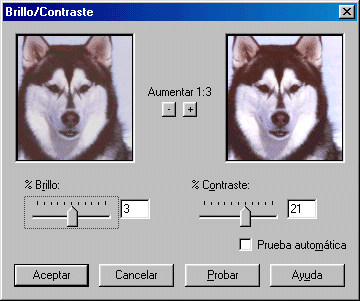 Brillo/Contraste
Aumentar 1:3
- +
% Brillo: % Contraste:
3 21
Prueba automática
Aceptar Cancelar Probar Ayuda